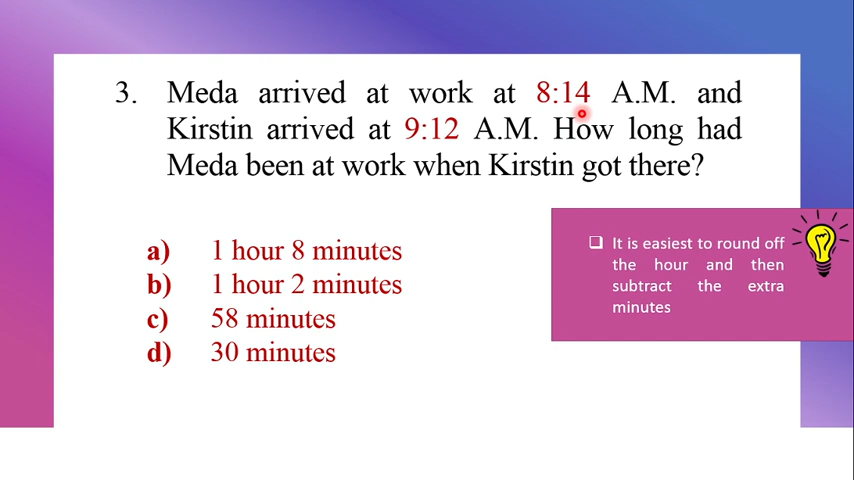 3. Meda arrived at work at 8:14 A.M. and
Kirstin arrived at 9:12 A.M. How long had
Meda been at work when Kirstin got there?
a) 1 hour 8 minutes
b) 1 hour 2 minutes
c) 58 minutes
d) 30 minutes
❑ It is easiest to round off
the hour and then
subtract the extra
minutes